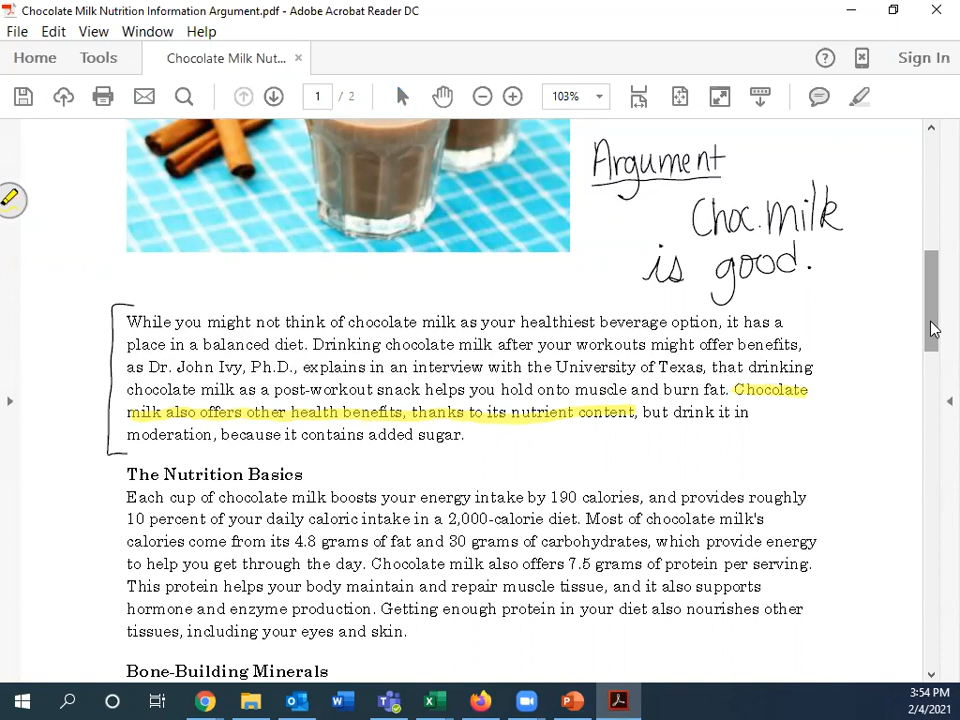 Chocolate Milk Nutrition Information Argument.pdf - Adobe Acrobat Reader DC
File Edit View Window Help
Home Tools Chocolate Milk Nut... × Sign In
1 / 2 103%
Argument
Choc. milk
is good.
While you might not think of chocolate milk as your healthiest beverage option, it has a
place in a balanced diet. Drinking chocolate milk after your workouts might offer benefits,
as Dr. John Ivy, Ph.D., explains in an interview with the University of Texas, that drinking
chocolate milk as a post-workout snack helps you hold onto muscle and burn fat. Chocolate
milk also offers other health benefits, thanks to its nutrient content, but drink it in
moderation, because it contains added sugar.
The Nutrition Basics
Each cup of chocolate milk boosts your energy intake by 190 calories, and provides roughly
10 percent of your daily caloric intake in a 2,000-calorie diet. Most of chocolate milk's
calories come from its 4.8 grams of fat and 30 grams of carbohydrates, which provide energy
to help you get through the day. Chocolate milk also offers 7.5 grams of protein per serving.
This protein helps your body maintain and repair muscle tissue, and it also supports
hormone and enzyme production. Getting enough protein in your diet also nourishes other
tissues, including your eyes and skin.
Bone-Building Minerals
3:54 PM
2/4/2021